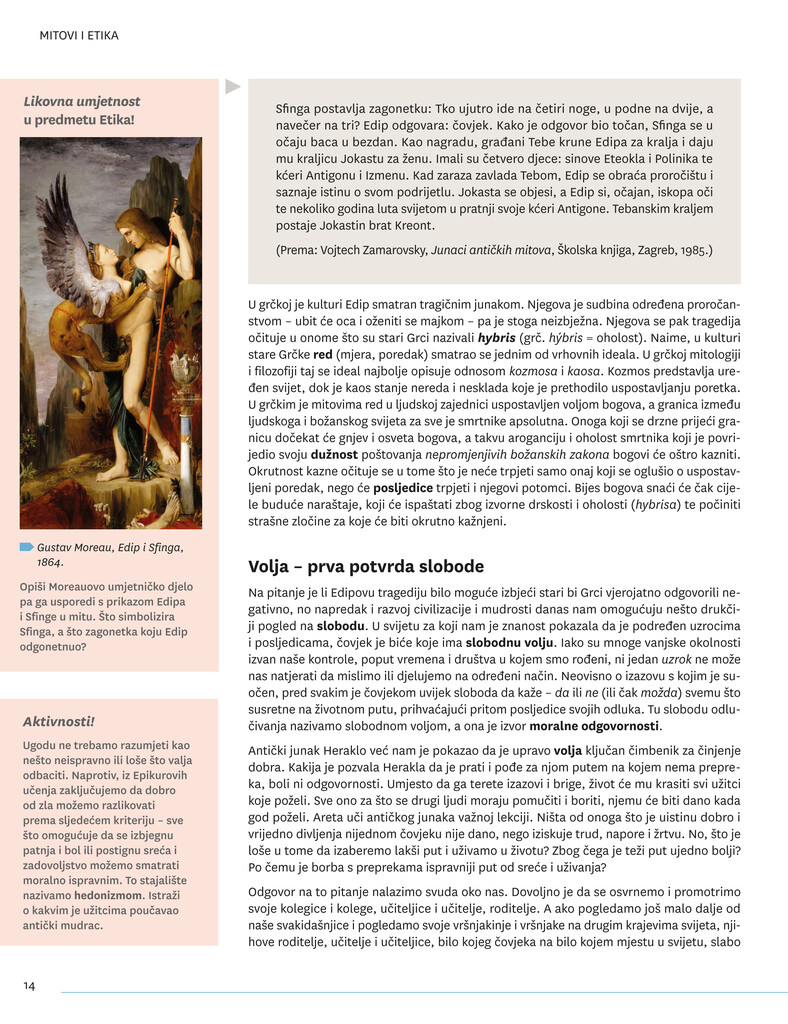 MITOVI I ETIKA
Likovna umjetnost
u predmetu Etika!
Gustav Moreau, Edip i Sfinga,
1864.
Opiši Moreauovo umjetničko djelo
pa ga usporedi s prikazom Edipa
i Sfinge u mitu. Što simbolizira
Sfinga, a što zagonetka koju Edip
odgonetnuo?
Aktivnosti!
Ugodu ne trebamo razumjeti kao
nešto neispravno ili loše što valja
odbaciti. Naprotiv, iz Epikurovih
učenja zaključujemo da dobro
od zla možemo razlikovati
prema sljedećem kriteriju – sve
što omogućuje da se izbjegnu
patnja i bol ili postignu sreća i
zadovoljstvo možemo smatrati
moralno ispravnim. To stajalište
nazivamo hedonizmom. Istraži
o kakvim je užitcima poučavao
antički mudrac.
Sfinga postavlja zagonetku: Tko ujutro ide na četiri noge, u podne na dvije, a
navečer na tri? Edip odgovara: čovjek. Kako je odgovor bio točan, Sfinga se u
očaju baca u bezdan. Kao nagradu, građani Tebe krune Edipa za kralja i daju
mu kraljicu Jokastu za ženu. Imali su četvero djece: sinove Eteokla i Polinika te
kćeri Antigonu i Izmenu. Kad zaraza zavlada Tebom, Edip se obraća proročištu i
saznaje istinu o svom podrijetlu. Jokasta se objesi, a Edip si, očajan, iskopa oči
te nekoliko godina luta svijetom u pratnji svoje kćeri Antigone. Tebanskim kraljem
postaje Jokastin brat Kreont.
(Prema: Vojtech Zamarovsky, Junaci antičkih mitova, Školska knjiga, Zagreb, 1985.)
U grčkoj je kulturi Edip smatran tragičnim junakom. Njegova je sudbina određena proročan-
stvom – ubit će oca i oženiti se majkom – pa je stoga neizbježna. Njegova se pak tragedija
očituje u onome što su stari Grci nazivali hybris (grč. hýbris = oholost). Naime, u kulturi
stare Grčke red (mjera, poredak) smatrao se jednim od vrhovnih ideala. U grčkoj mitologiji
i filozofiji taj se ideal najbolje opisuje odnosom kozmosa i kaosa. Kozmos predstavlja ure-
đen svijet, dok je kaos stanje nereda i nesklada koje je prethodilo uspostavljanju poretka.
U grčkim je mitovima red u ljudskoj zajednici uspostavljen voljom bogova, a granica između
ljudskoga i božanskog svijeta za sve je smrtnike apsolutna. Onoga koji se drzne prijeći gra-
nicu dočekat će gnjev i osveta bogova, a takvu aroganciju i oholost smrtnika koji je povri-
jedio svoju dužnost poštovanja nepromjenjivih božanskih zakona bogovi će oštro kazniti.
Okrutnost kazne očituje se u tome što je neće trpjeti samo onaj koji se oglušio o uspostav-
ljeni poredak, nego će posljedice trpjeti i njegovi potomci. Bijes bogova snaći će čak cije-
le buduće naraštaje, koji će ispaštati zbog izvorne drskosti i oholosti (hybrisa) te počiniti
strašne zločine za koje će biti okrutno kažnjeni.
Volja – prva potvrda slobode
Na pitanje je li Edipovu tragediju bilo moguće izbjeći stari bi Grci vjerojatno odgovorili ne-
gativno, no napredak i razvoj civilizacije i mudrosti danas nam omogućuju nešto drukči-
ji pogled na slobodu. U svijetu za koji nam je znanost pokazala da je podređen uzrocima
i posljedicama, čovjek je biće koje ima slobodnu volju. Iako su mnoge vanjske okolnosti
izvan naše kontrole, poput vremena i društva u kojem smo rođeni, ni jedan uzrok ne može
nas natjerati da mislimo ili djelujemo na određeni način. Neovisno o izazovu s kojim je su-
očen, pred svakim je čovjekom uvijek sloboda da kaže – da ili ne (ili čak možda) svemu što
susretne na životnom putu, prihvaćajući pritom posljedice svojih odluka. Tu slobodu odlu-
čivanja nazivamo slobodnom voljom, a ona je izvor moralne odgovornosti.
Antički junak Heraklo već nam je pokazao da je upravo volja ključan čimbenik za činjenje
dobra. Kakija je pozvala Herakla da je prati i pođe za njom putem na kojem nema prepre-
ka, boli ni odgovornosti. Umjesto da ga terete izazovi i brige, život će mu krasiti svi užitci
koje poželi. Sve ono za što se drugi ljudi moraju pomučiti i boriti, njemu će biti dano kada
god poželi. Areta uči antičkog junaka važnoj lekciji. Ništa od onoga što je uistinu dobro i
vrijedno divljenja nijednom čovjeku nije dano, nego iziskuje trud, napore i žrtvu. No, što je
loše u tome da izaberemo lakši put i uživamo u životu? Zbog čega je teži put ujedno bolji?
Po čemu je borba s preprekama ispravniji put od sreće i uživanja?
Odgovor na to pitanje nalazimo svuda oko nas. Dovoljno je da se osvrnemo i promotrimo
svoje kolegice i kolege, učiteljice i učitelje, roditelje. A ako pogledamo još malo dalje od
naše svakidašnjice i pogledamo svoje vršnjakinje i vršnjake na drugim krajevima svijeta, nji-
hove roditelje, učitelje i učiteljice, bilo kojeg čovjeka na bilo kojem mjestu u svijetu, slabo
14